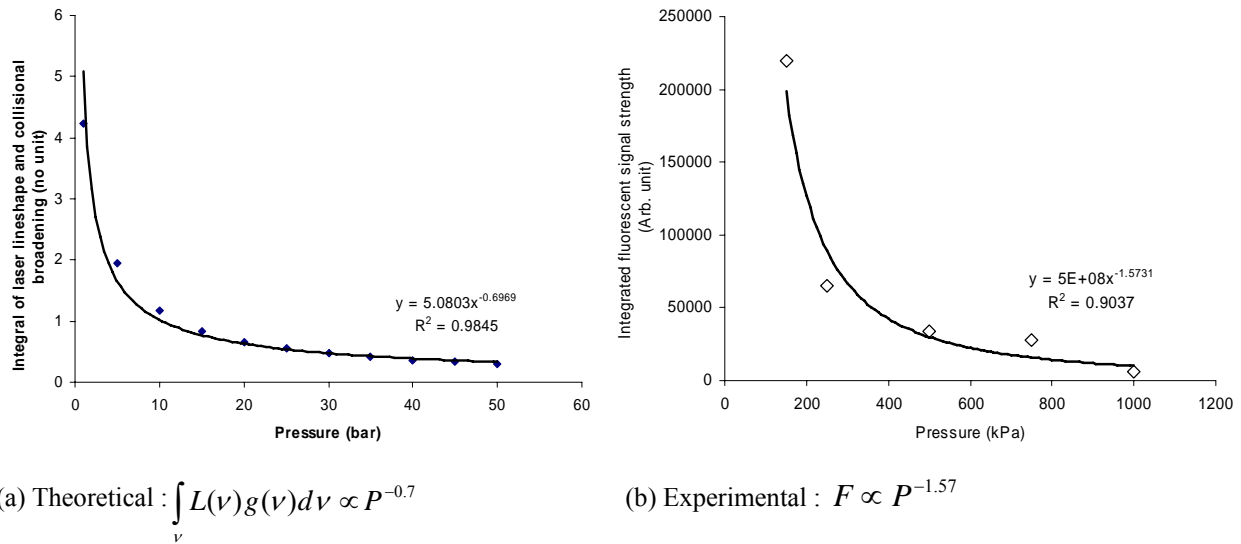 6
5
4
3
2
1
0
0 10 20 30 40 50 60
Integral of laser lineshape and collisional
broadening (no unit)
Pressure (bar)
y = 5.0803x^-0.6969
R² = 0.9845
250000
200000
150000
100000
50000
0
0 200 400 600 800 1000 1200
Integrated fluorescent signal strength
(Arb. unit)
Pressure (kPa)
y = 5E+08x^-1.5731
R² = 0.9037
(a) Theoretical : ∫_ν L(ν)g(ν)dν ∝ P^-0.7
(b) Experimental : F ∝ P^-1.57